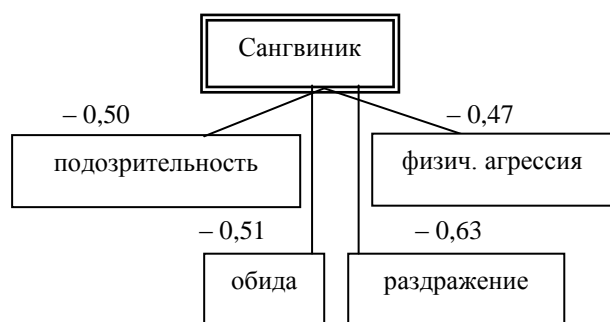 Сангвиник
– 0,50
– 0,47
подозрительность
физич. агрессия
– 0,51
– 0,63
обида
раздражение